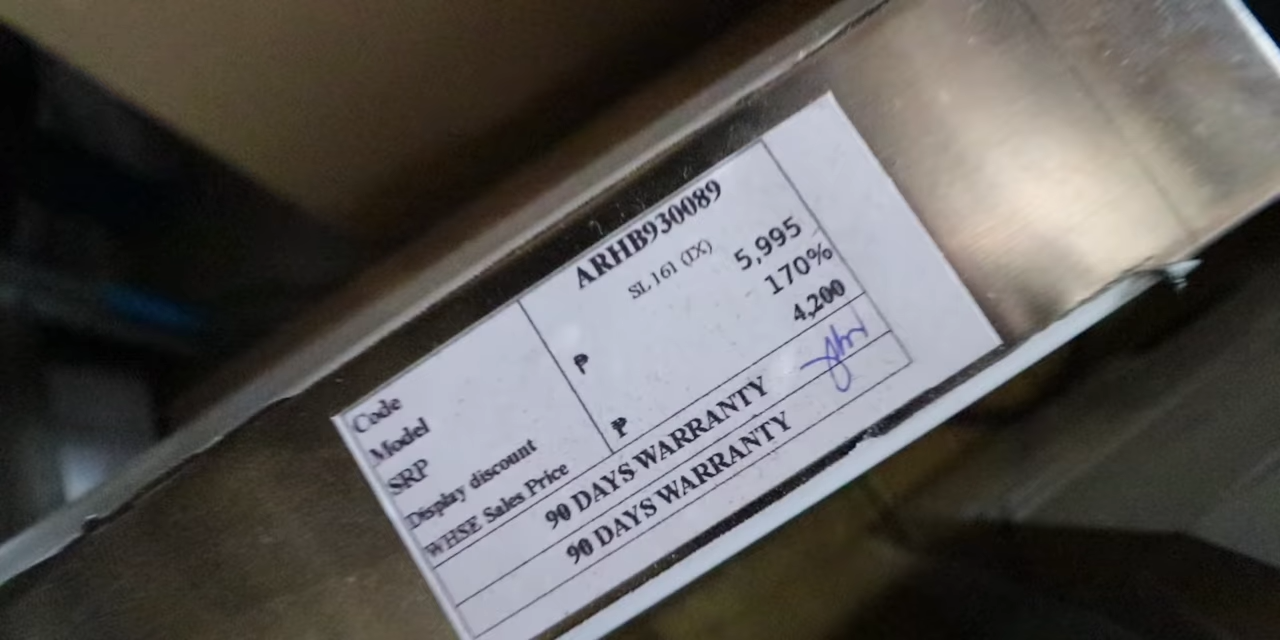 Code ARHB930089
Model SL 161 (IX)
SRP ₱ 5,995
Display discount 170%
WHSE Sales Price ₱ 4,200
90 DAYS WARRANTY
90 DAYS WARRANTY